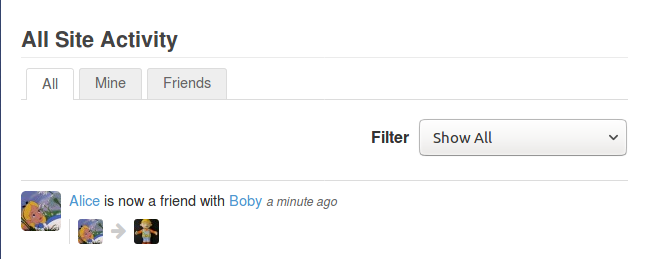 All Site Activity
All Mine Friends
Filter Show All
Alice is now a friend with Boby a minute ago